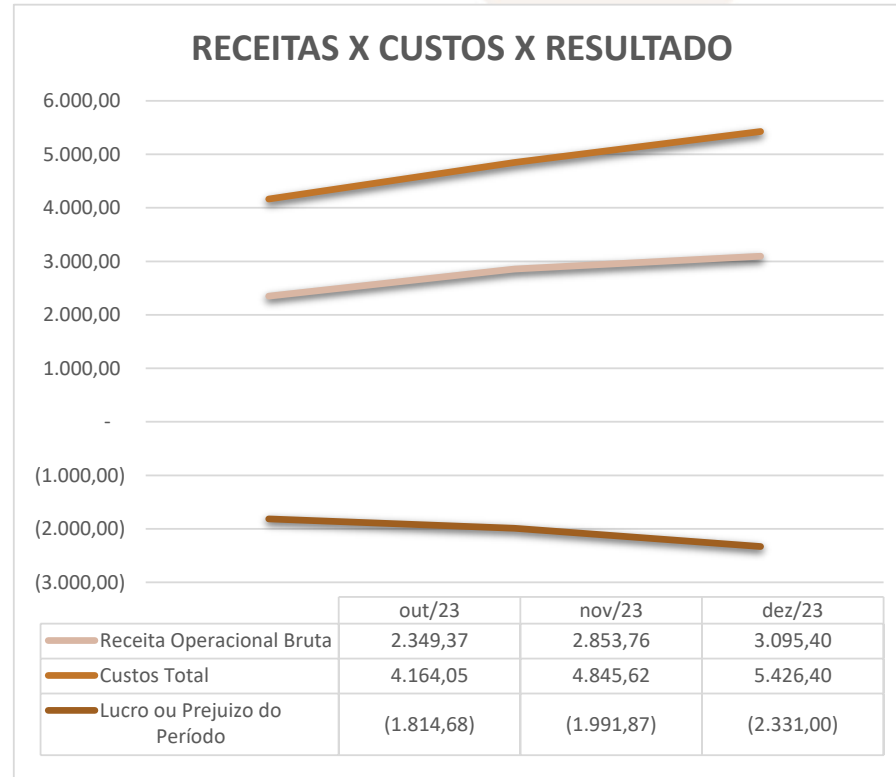 RECEITAS X CUSTOS X RESULTADO
6.000,00
5.000,00
4.000,00
3.000,00
2.000,00
1.000,00
-
(1.000,00)
(2.000,00)
(3.000,00)
out/23 nov/23 dez/23
Receita Operacional Bruta 2.349,37 2.853,76 3.095,40
Custos Total 4.164,05 4.845,62 5.426,40
Lucro ou Prejuizo do
Período (1.814,68) (1.991,87) (2.331,00)